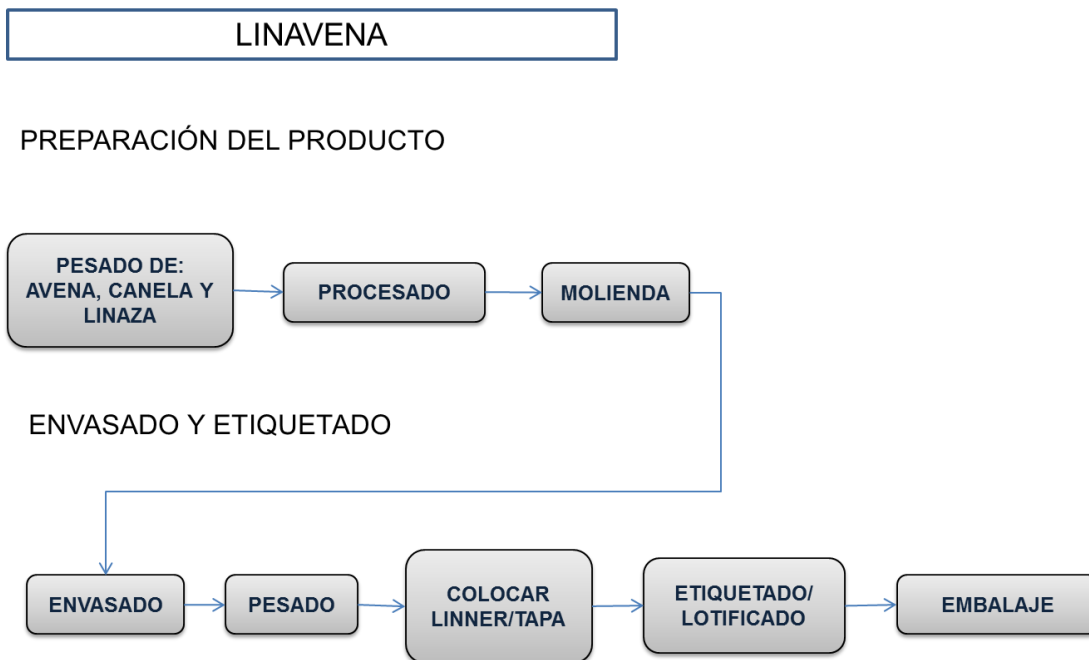 LINAVENA
PREPARACIÓN DEL PRODUCTO
PESADO DE:
AVENA, CANELA Y
LINAZA
PROCESADO
MOLIENDA
ENVASADO Y ETIQUETADO
ENVASADO
PESADO
COLOCAR
LINNER/TAPA
ETIQUETADO/
LOTIFICADO
EMBALAJE